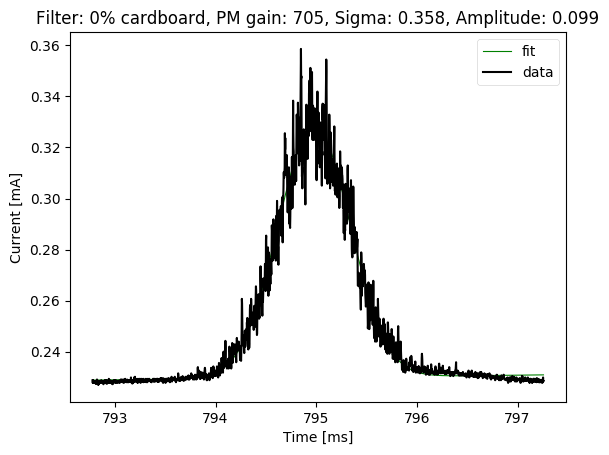 Filter: 0% cardboard, PM gain: 705, Sigma: 0.358, Amplitude: 0.099
fit
data
0.36
0.34
0.32
0.30
0.28
0.26
0.24
Current [mA]
793
794
795
796
797
Time [ms]